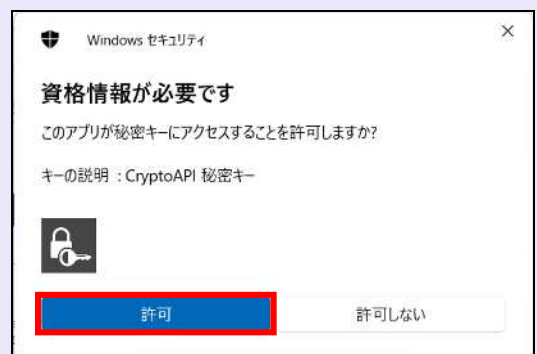 Windows セキュリティ
資格情報が必要です
このアプリが秘密キーにアクセスすることを許可しますか?
キーの説明 : CryptoAPI 秘密キー
許可
許可しない